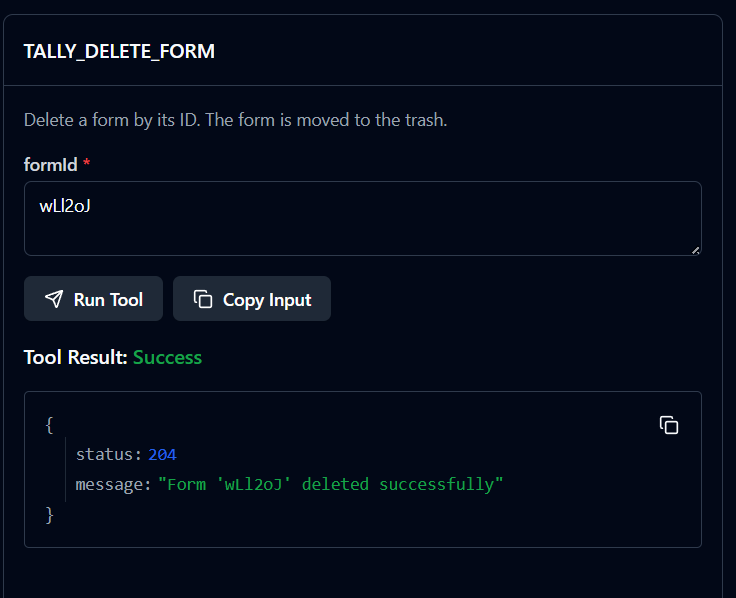 TALLY_DELETE_FORM
Delete a form by its ID. The form is moved to the trash.
formId *
wLl2oJ
Run Tool
Copy Input
Tool Result: Success
{
status: 204
message: "Form 'wLl2oJ' deleted successfully"
}